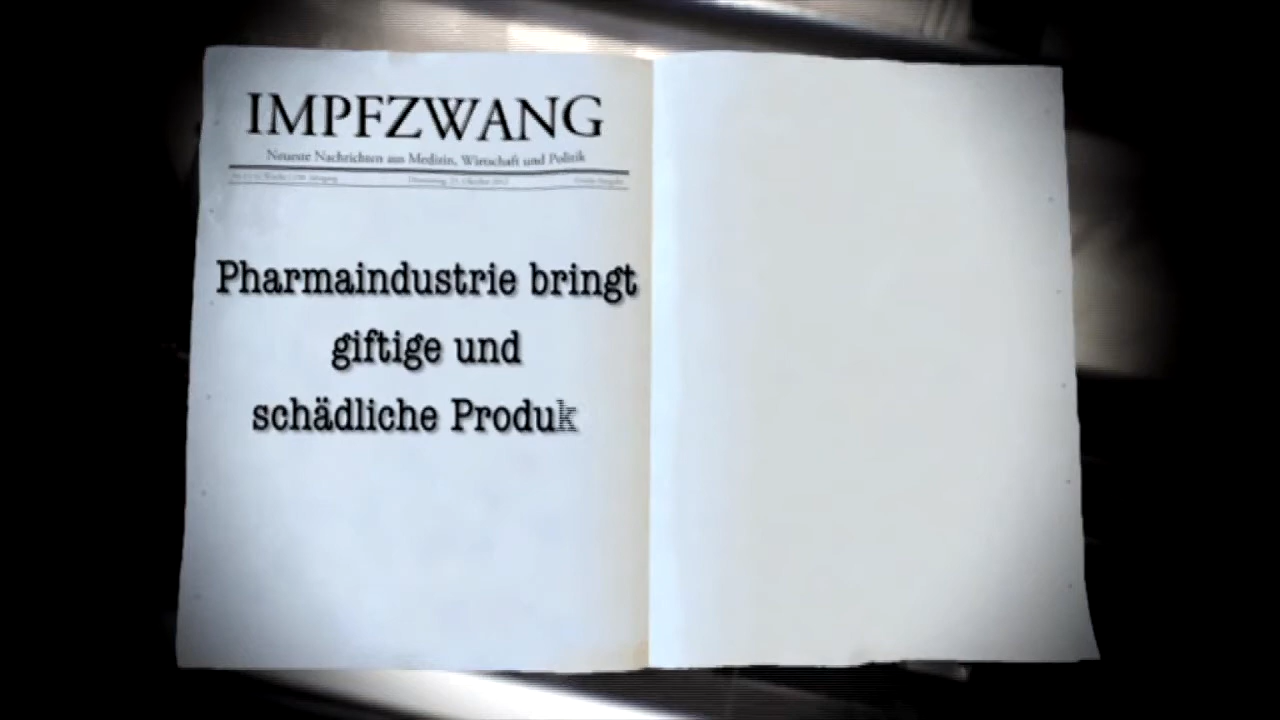 IMPFZWANG
Neueste Nachrichten aus Medizin, Wirtschaft und Politik
Pharmaindustrie bringt
giftige und
schädliche Produk